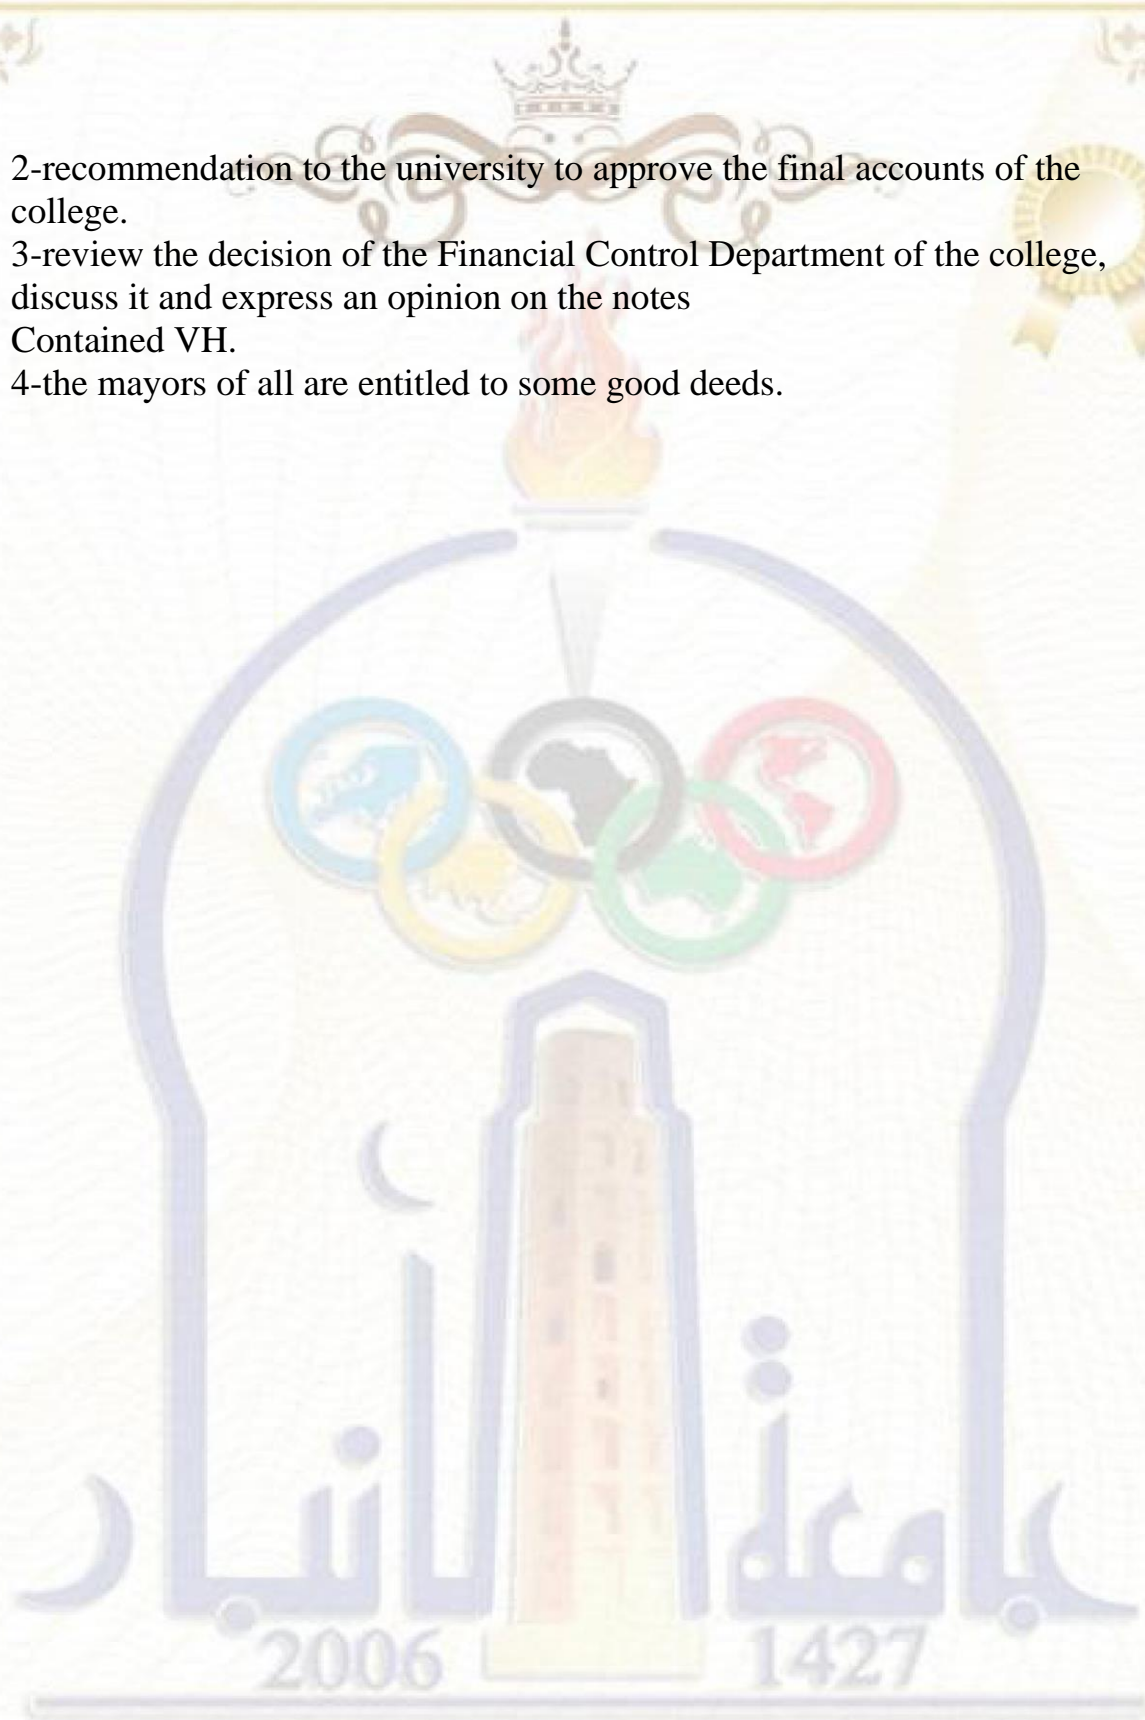 2-recommendation to the university to approve the final accounts of the
college.
3-review the decision of the Financial Control Department of the college,
discuss it and express an opinion on the notes
Contained VH.
4-the mayors of all are entitled to some good deeds.
جامعة الأنبار
2006 1427